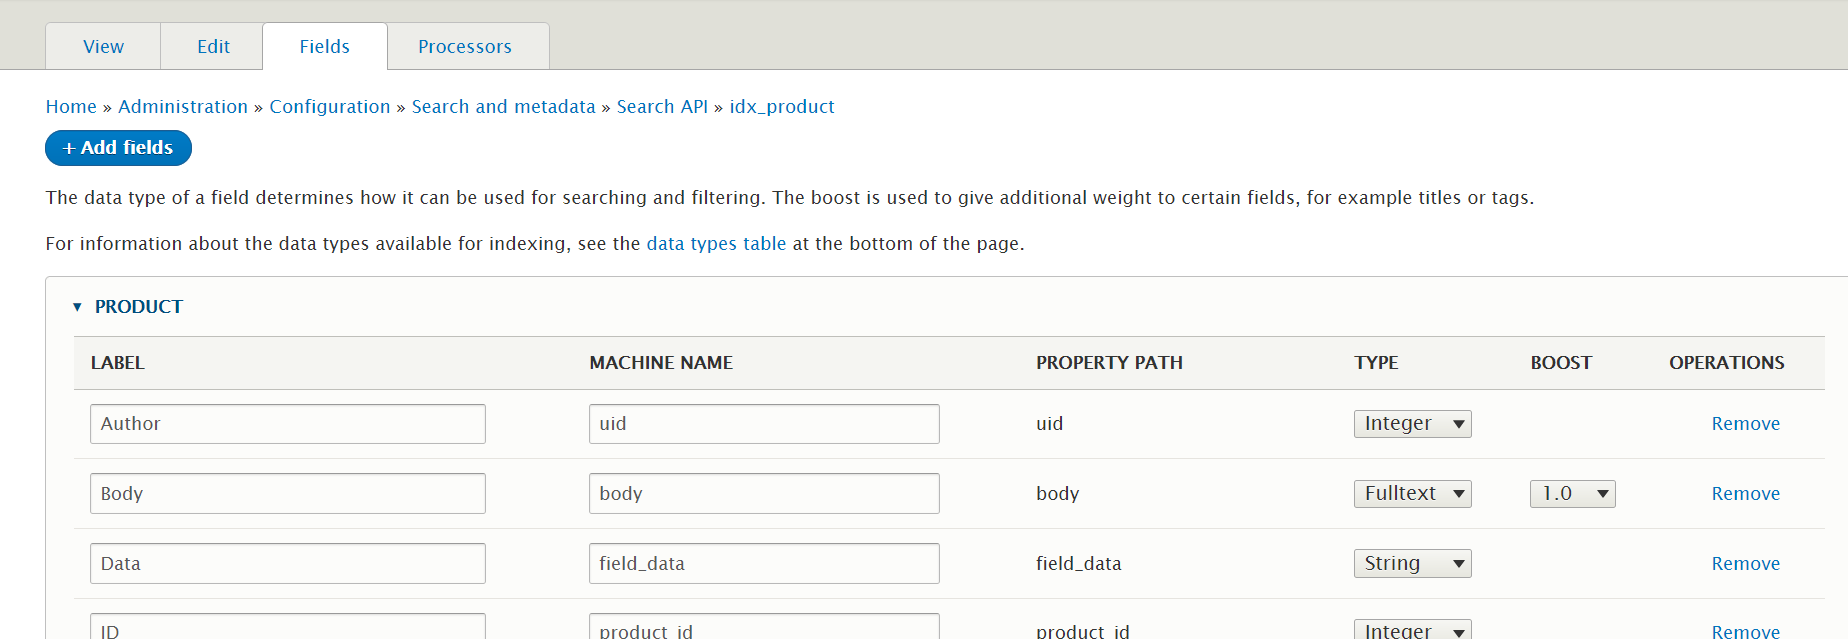 View Edit Fields Processors
Home » Administration » Configuration » Search and metadata » Search API » idx_product
+ Add fields
The data type of a field determines how it can be used for searching and filtering. The boost is used to give additional weight to certain fields, for example titles or tags.
For information about the data types available for indexing, see the data types table at the bottom of the page.
▼ PRODUCT
LABEL MACHINE NAME PROPERTY PATH TYPE BOOST OPERATIONS
Author uid uid Integer Remove
Body body body Fulltext 1.0 Remove
Data field_data field_data String Remove
ID product_id product_id Integer Remove